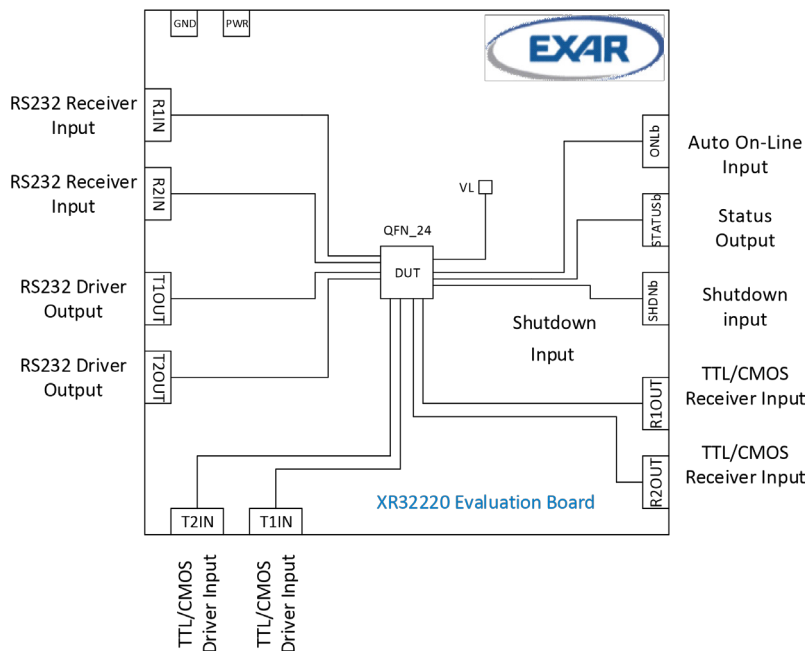 GND
PWR
EXAR
RS232 Receiver
Input
R1IN
RS232 Receiver
Input
R2IN
RS232 Driver
Output
T1OUT
RS232 Driver
Output
T2OUT
VL
QFN_24
DUT
ONLb
Auto On-Line
Input
STATUSb
Status
Output
SHDNb
Shutdown
input
Shutdown
Input
R1OUT
TTL/CMOS
Receiver Input
R2OUT
TTL/CMOS
Receiver Input
XR32220 Evaluation Board
T2IN
T1IN
TTL/CMOS
Driver Input
TTL/CMOS
Driver Input